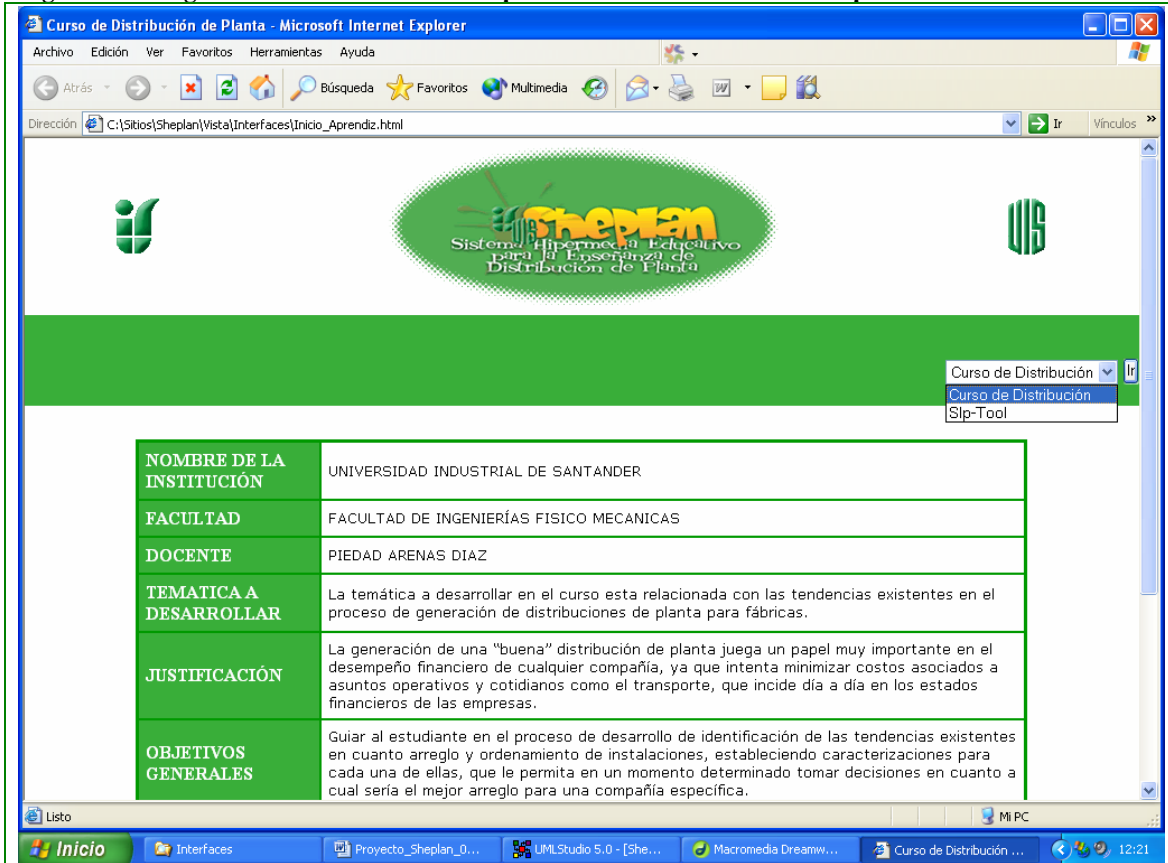 Curso de Distribución de Planta - Microsoft Internet Explorer
Archivo Edición Ver Favoritos Herramientas Ayuda
Atrás Búsqueda Favoritos Multimedia
Dirección C:\Sitios\Sheplan\Vista\Interfaces\Inicio_Aprendiz.html Ir Vínculos »
Sheplan
UIS
Sistema Hipermedia Educativo
para la Enseñanza de
Distribución de Planta
Curso de Distribución Ir
Curso de Distribución
Slp-Tool
NOMBRE DE LA
INSTITUCIÓN
UNIVERSIDAD INDUSTRIAL DE SANTANDER
FACULTAD
FACULTAD DE INGENIERÍAS FISICO MECANICAS
DOCENTE
PIEDAD ARENAS DIAZ
TEMATICA A
DESARROLLAR
La temática a desarrollar en el curso esta relacionada con las tendencias existentes en el
proceso de generación de distribuciones de planta para fábricas.
JUSTIFICACIÓN
La generación de una "buena" distribución de planta juega un papel muy importante en el
desempeño financiero de cualquier compañía, ya que intenta minimizar costos asociados a
asuntos operativos y cotidianos como el transporte, que incide día a día en los estados
financieros de las empresas.
OBJETIVOS
GENERALES
Guiar al estudiante en el proceso de desarrollo de identificación de las tendencias existentes
en cuanto arreglo y ordenamiento de instalaciones, estableciendo caracterizaciones para
cada una de ellas, que le permita en un momento determinado tomar decisiones en cuanto a
cual sería el mejor arreglo para una compañía específica.
Listo Mi PC
Inicio Interfaces Proyecto_Sheplan_0... UMLStudio 5.0 - [She... Macromedia Dreamw... Curso de Distribución ... 12:21